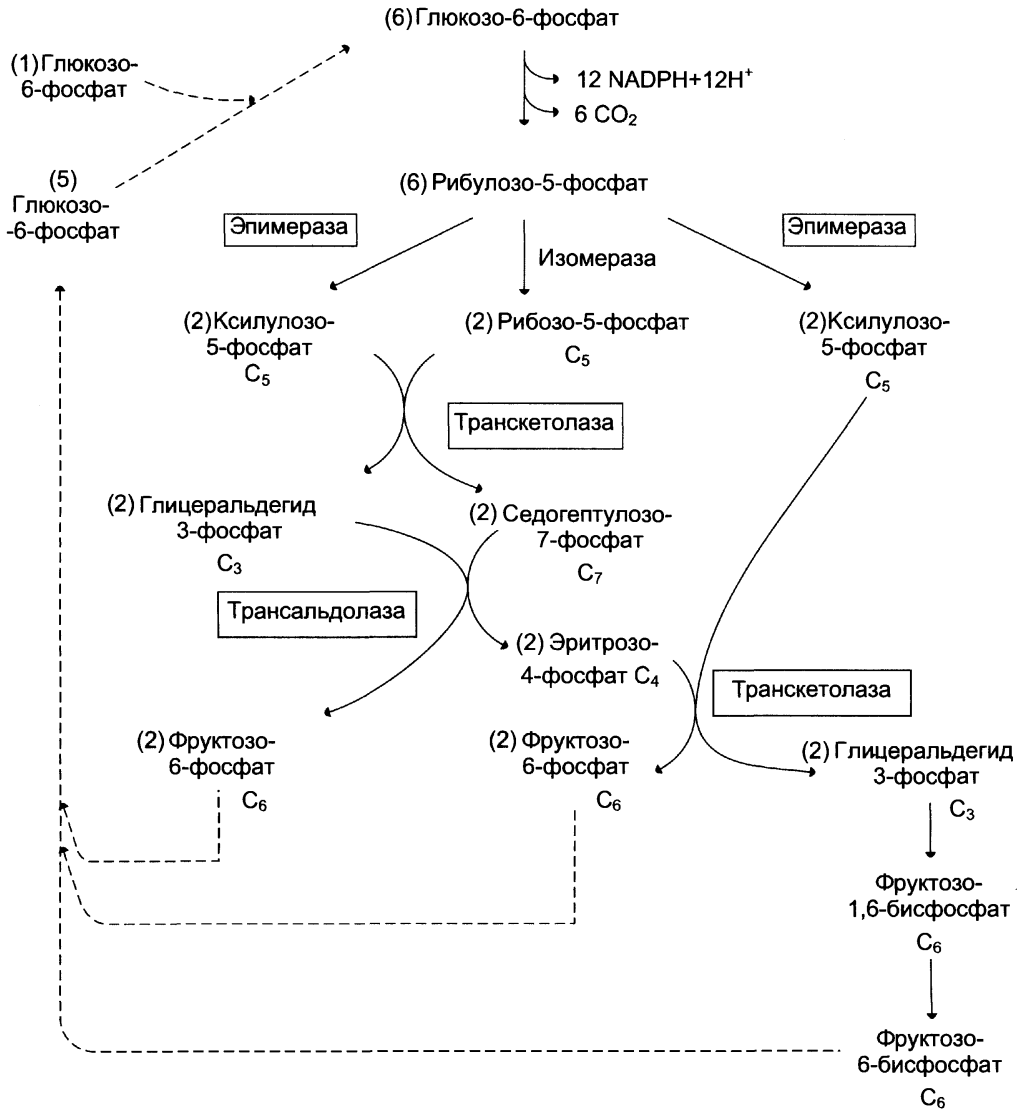 (6) Глюкозо-6-фосфат
(1) Глюкозо-
6-фосфат
12 NADPH+12H⁺
6 CO₂
(5)
Глюкозо-
-6-фосфат
(6) Рибулозо-5-фосфат
Эпимераза
Изомераза
Эпимераза
(2) Ксилулозо-
5-фосфат
C₅
(2) Рибозо-5-фосфат
C₅
(2) Ксилулозо-
5-фосфат
C₅
Транскетолаза
(2) Глицеральдегид
3-фосфат
C₃
(2) Седогептулозо-
7-фосфат
C₇
Трансальдолаза
(2) Эритрозо-
4-фосфат C₄
Транскетолаза
(2) Фруктозо-
6-фосфат
C₆
(2) Фруктозо-
6-фосфат
C₆
(2) Глицеральдегид
3-фосфат
C₃
Фруктозо-
1,6-бисфосфат
C₆
Фруктозо-
6-бисфосфат
C₆